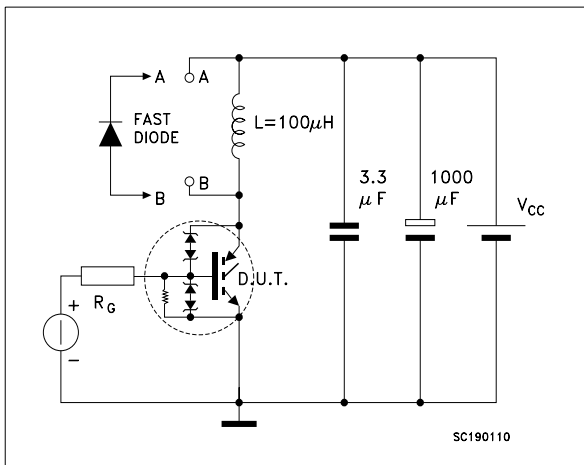 A A
FAST
DIODE
L=100μH
B B
3.3
μF
1000
μF
VCC
D.U.T.
RG
+
-
SC190110